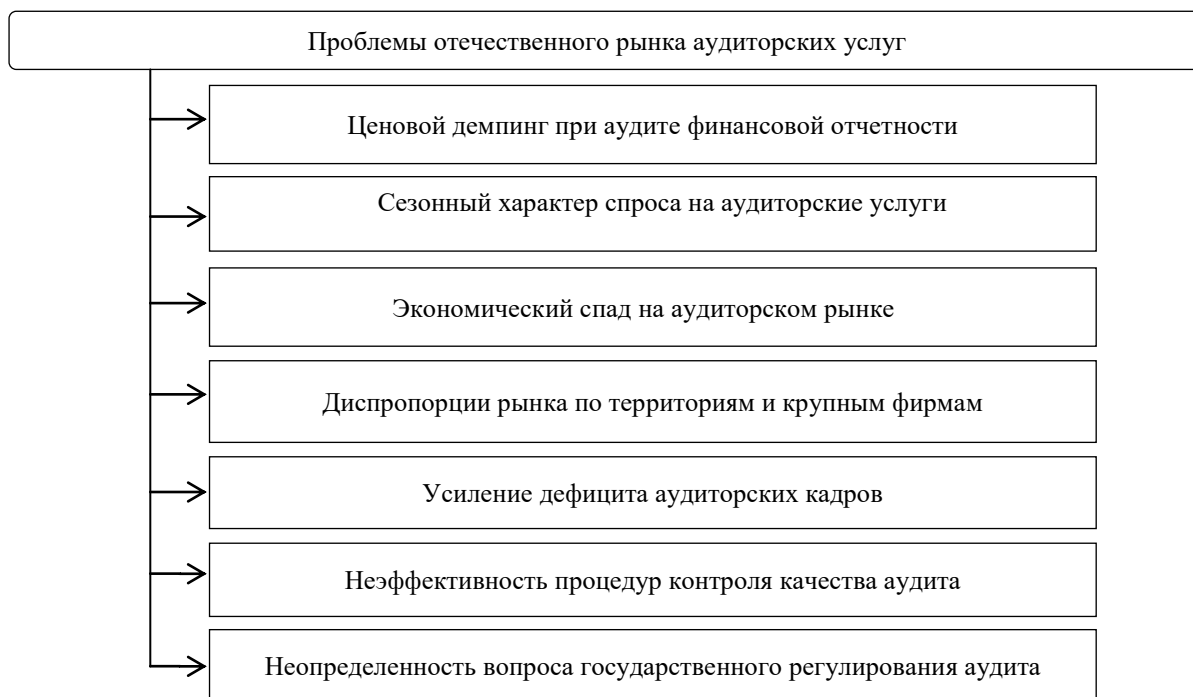 Проблемы отечественного рынка аудиторских услуг
Ценовой демпинг при аудите финансовой отчетности
Сезонный характер спроса на аудиторские услуги
Экономический спад на аудиторском рынке
Диспропорции рынка по территориям и крупным фирмам
Усиление дефицита аудиторских кадров
Неэффективность процедур контроля качества аудита
Неопределенность вопроса государственного регулирования аудита